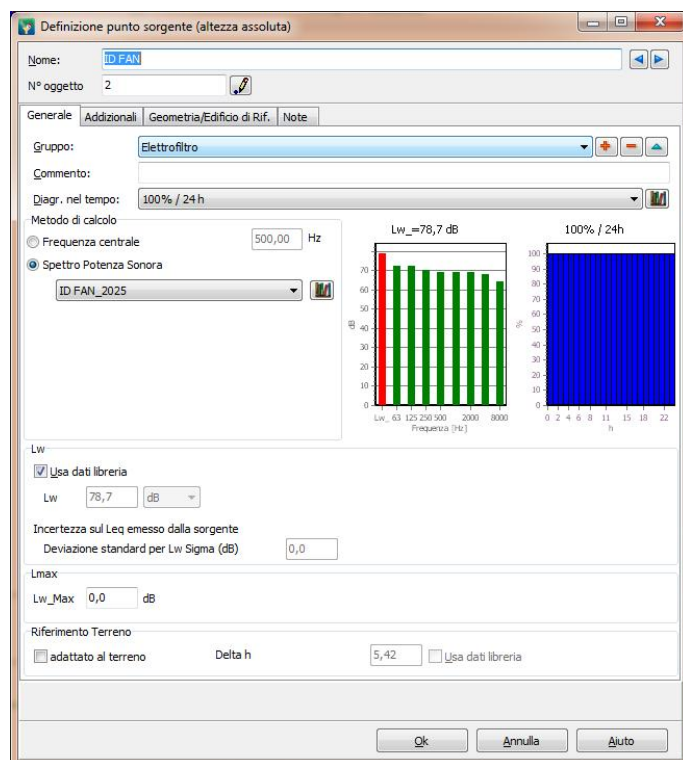 Definizione punto sorgente (altezza assoluta)
Nome: ID FAN
N° oggetto 2
Generale Addizionali Geometria/Edificio di Rif. Note
Gruppo: Elettrofiltro
Commento:
Diagr. nel tempo: 100% / 24 h
Metodo di calcolo
Frequenza centrale 500,00 Hz
Spettro Potenza Sonora
ID FAN_2025
Lw_=78,7 dB
70
60
50
40
30
20
10
0
dB
Lw_ 63 125 250 500 2000 8000
Frequenza [Hz]
100% / 24h
100
90
80
70
60
50
40
30
20
10
0
%
0 2 4 6 8 11 15 18 22
h
Lw
Usa dati libreria
Lw 78,7 dB
Incertezza sul Leq emesso dalla sorgente
Deviazione standard per Lw Sigma (dB) 0,0
Lmax
Lw_Max 0,0 dB
Riferimento Terreno
adattato al terreno Delta h 5,42 Usa dati libreria
Ok Annulla Aiuto